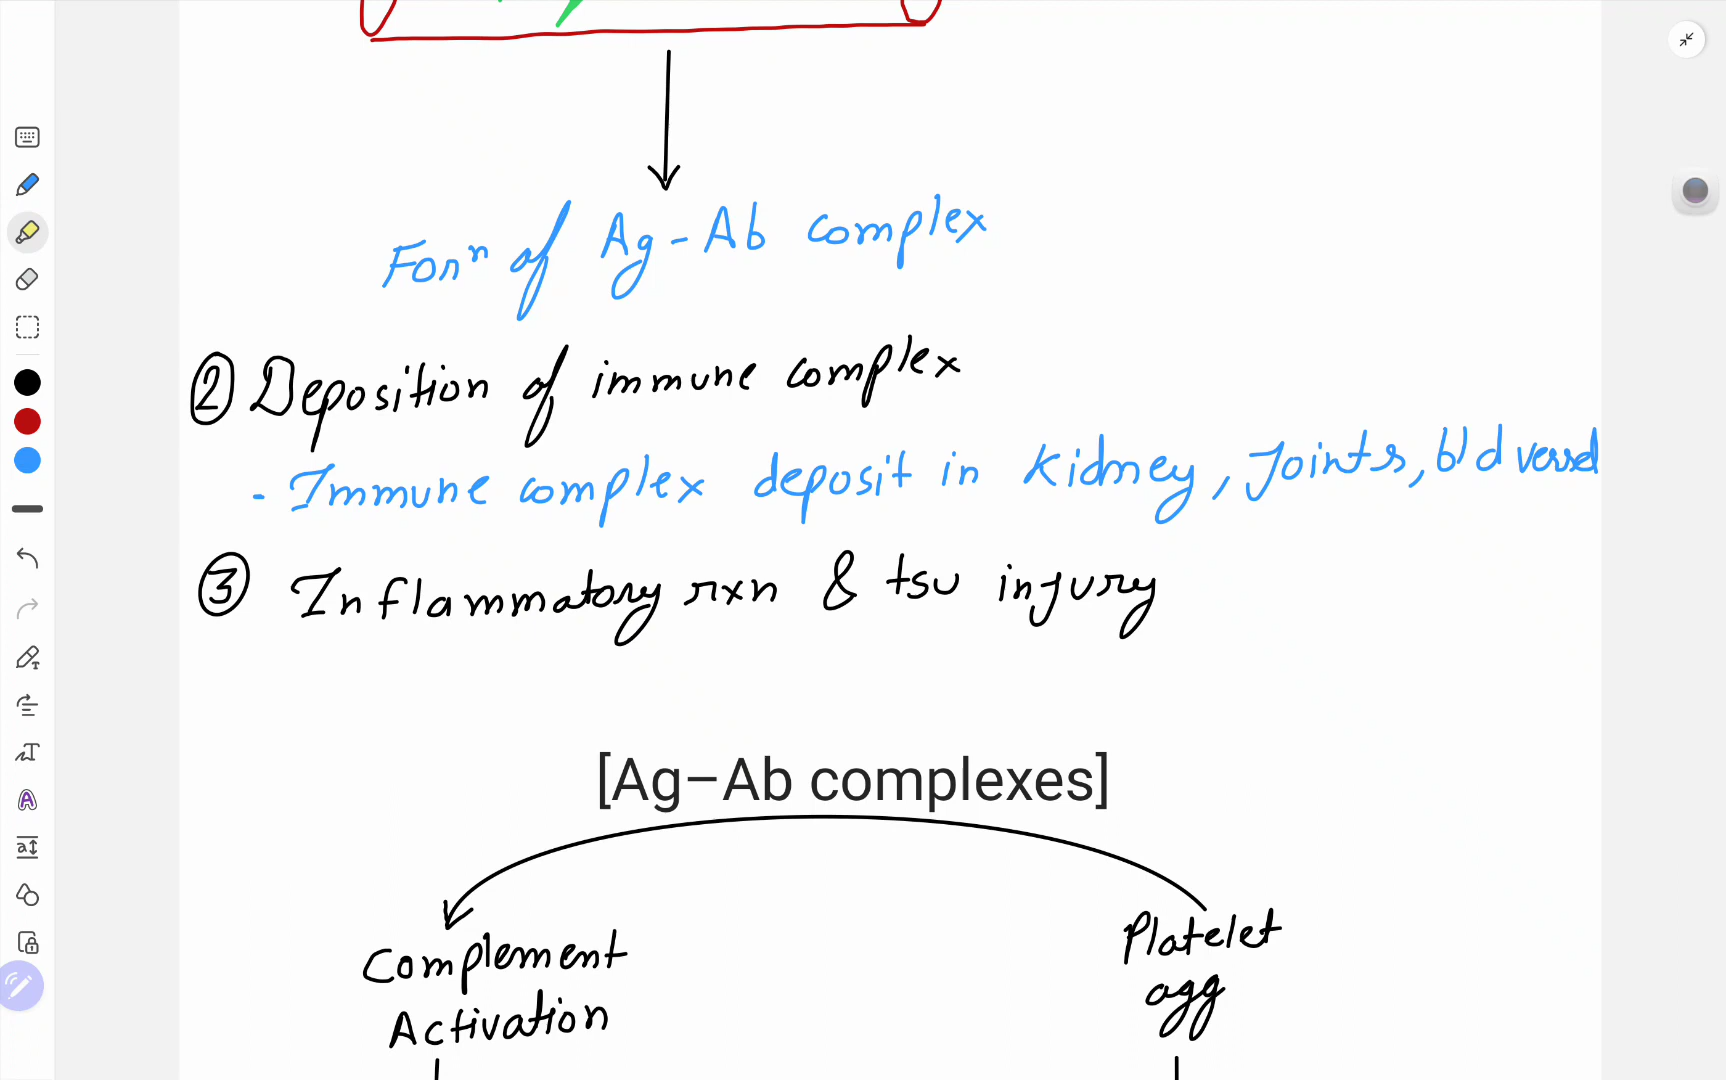 Forⁿ of Ag-Ab complex
② Deposition of immune complex
- Immune complex deposit in Kidney, Joints, bld vessel
③ Inflammatory rxn & tsu injury
[Ag–Ab complexes]
Complement Activation
Platelet agg